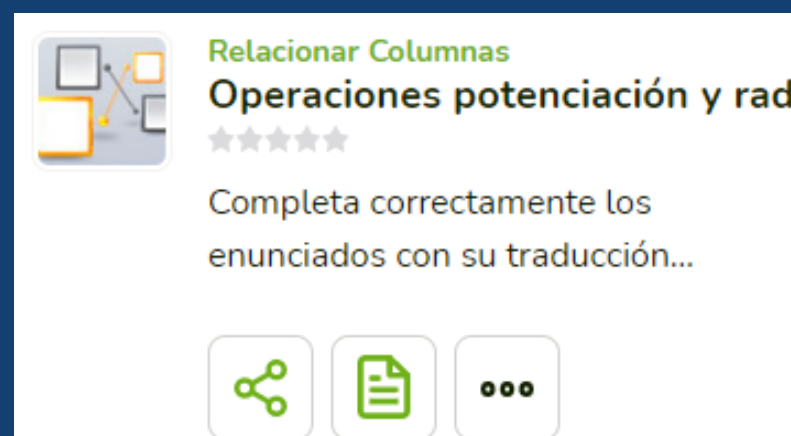 Relacionar Columnas
Operaciones potenciación y rad
Completa correctamente los
enunciados con su traducción...